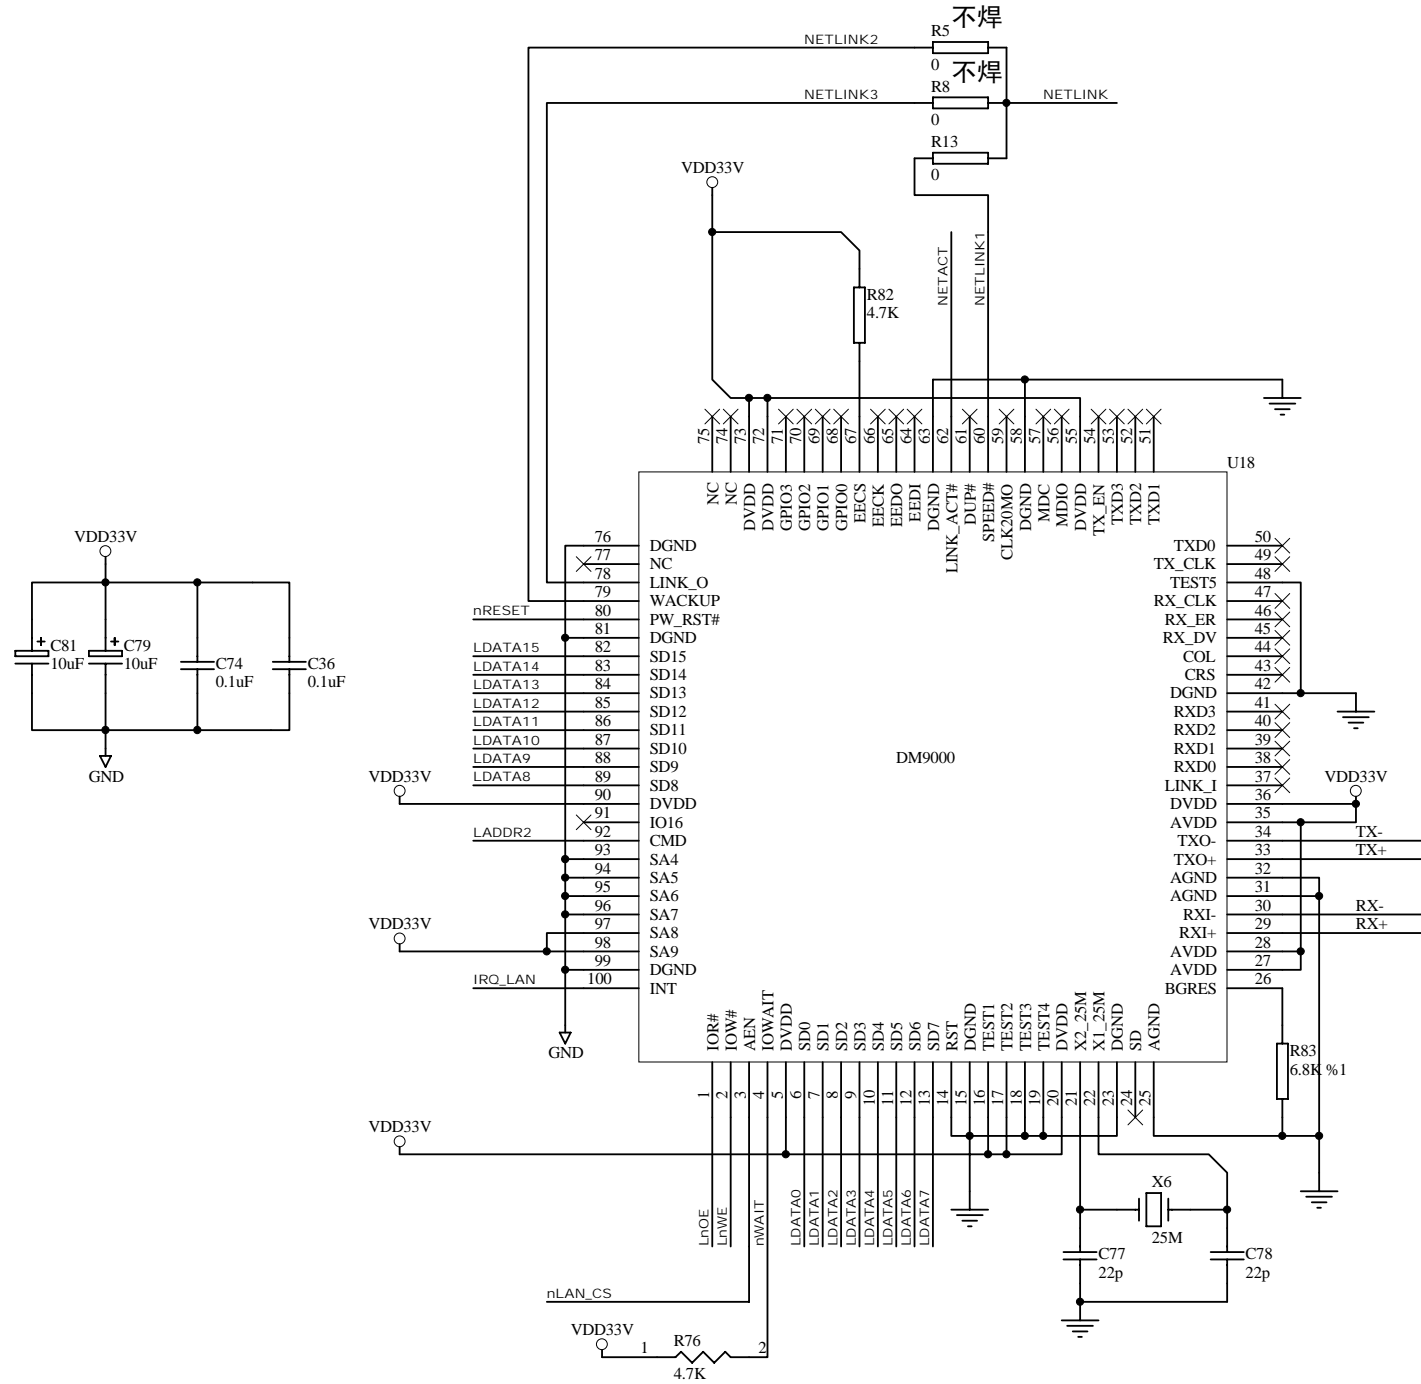 不焊
R5
NETLINK2
0
不焊
R8
NETLINK3
NETLINK
0
R13
0
VDD33V
NETACT
NETLINK1
R82
4.7K
75 74 73 72 71 70 69 68 67 66 65 64 63 62 61 60 59 58 57 56 55 54 53 52 51
U18
NC NC DVDD DVDD GPIO3 GPIO2 GPIO1 GPIO0 EECS EECK EEDO EEDI DGND LINK_ACT# DUP# SPEED# CLK20MO DGND MDC MDIO DVDD TX_EN TXD3 TXD2 TXD1
VDD33V
C81
10uF
C79
10uF
C74
0.1uF
C36
0.1uF
GND
76 DGND
77 NC
78 LINK_O
79 WACKUP
nRESET 80 PW_RST#
81 DGND
LDATA15 82 SD15
LDATA14 83 SD14
LDATA13 84 SD13
LDATA12 85 SD12
LDATA11 86 SD11
LDATA10 87 SD10
LDATA9 88 SD9
LDATA8 89 SD8
VDD33V
90 DVDD
91 IO16
LADDR2 92 CMD
93 SA4
94 SA5
95 SA6
96 SA7
VDD33V
97 SA8
98 SA9
99 DGND
IRQ_LAN 100 INT
GND
DM9000
TXD0 50
TX_CLK 49
TEST5 48
RX_CLK 47
RX_ER 46
RX_DV 45
COL 44
CRS 43
DGND 42
RXD3 41
RXD2 40
RXD1 39
RXD0 38
LINK_I 37
VDD33V
DVDD 36
AVDD 35
TXO- 34 TX-
TXO+ 33 TX+
AGND 32
AGND 31
RXI- 30 RX-
RXI+ 29 RX+
AVDD 28
AVDD 27
BGRES 26
IOR# IOW# AEN IOWAIT DVDD SD0 SD1 SD2 SD3 SD4 SD5 SD6 SD7 RST DGND TEST1 TEST2 TEST3 TEST4 DVDD X2_25M X1_25M DGND SD AGND
1 2 3 4 5 6 7 8 9 10 11 12 13 14 15 16 17 18 19 20 21 22 23 24 25
R83
6.8K %1
VDD33V
LnOE LnWE nWAIT LDATA0 LDATA1 LDATA2 LDATA3 LDATA4 LDATA5 LDATA6 LDATA7
X6
25M
C77
22p
C78
22p
nLAN_CS
VDD33V
1 R76 2
4.7K